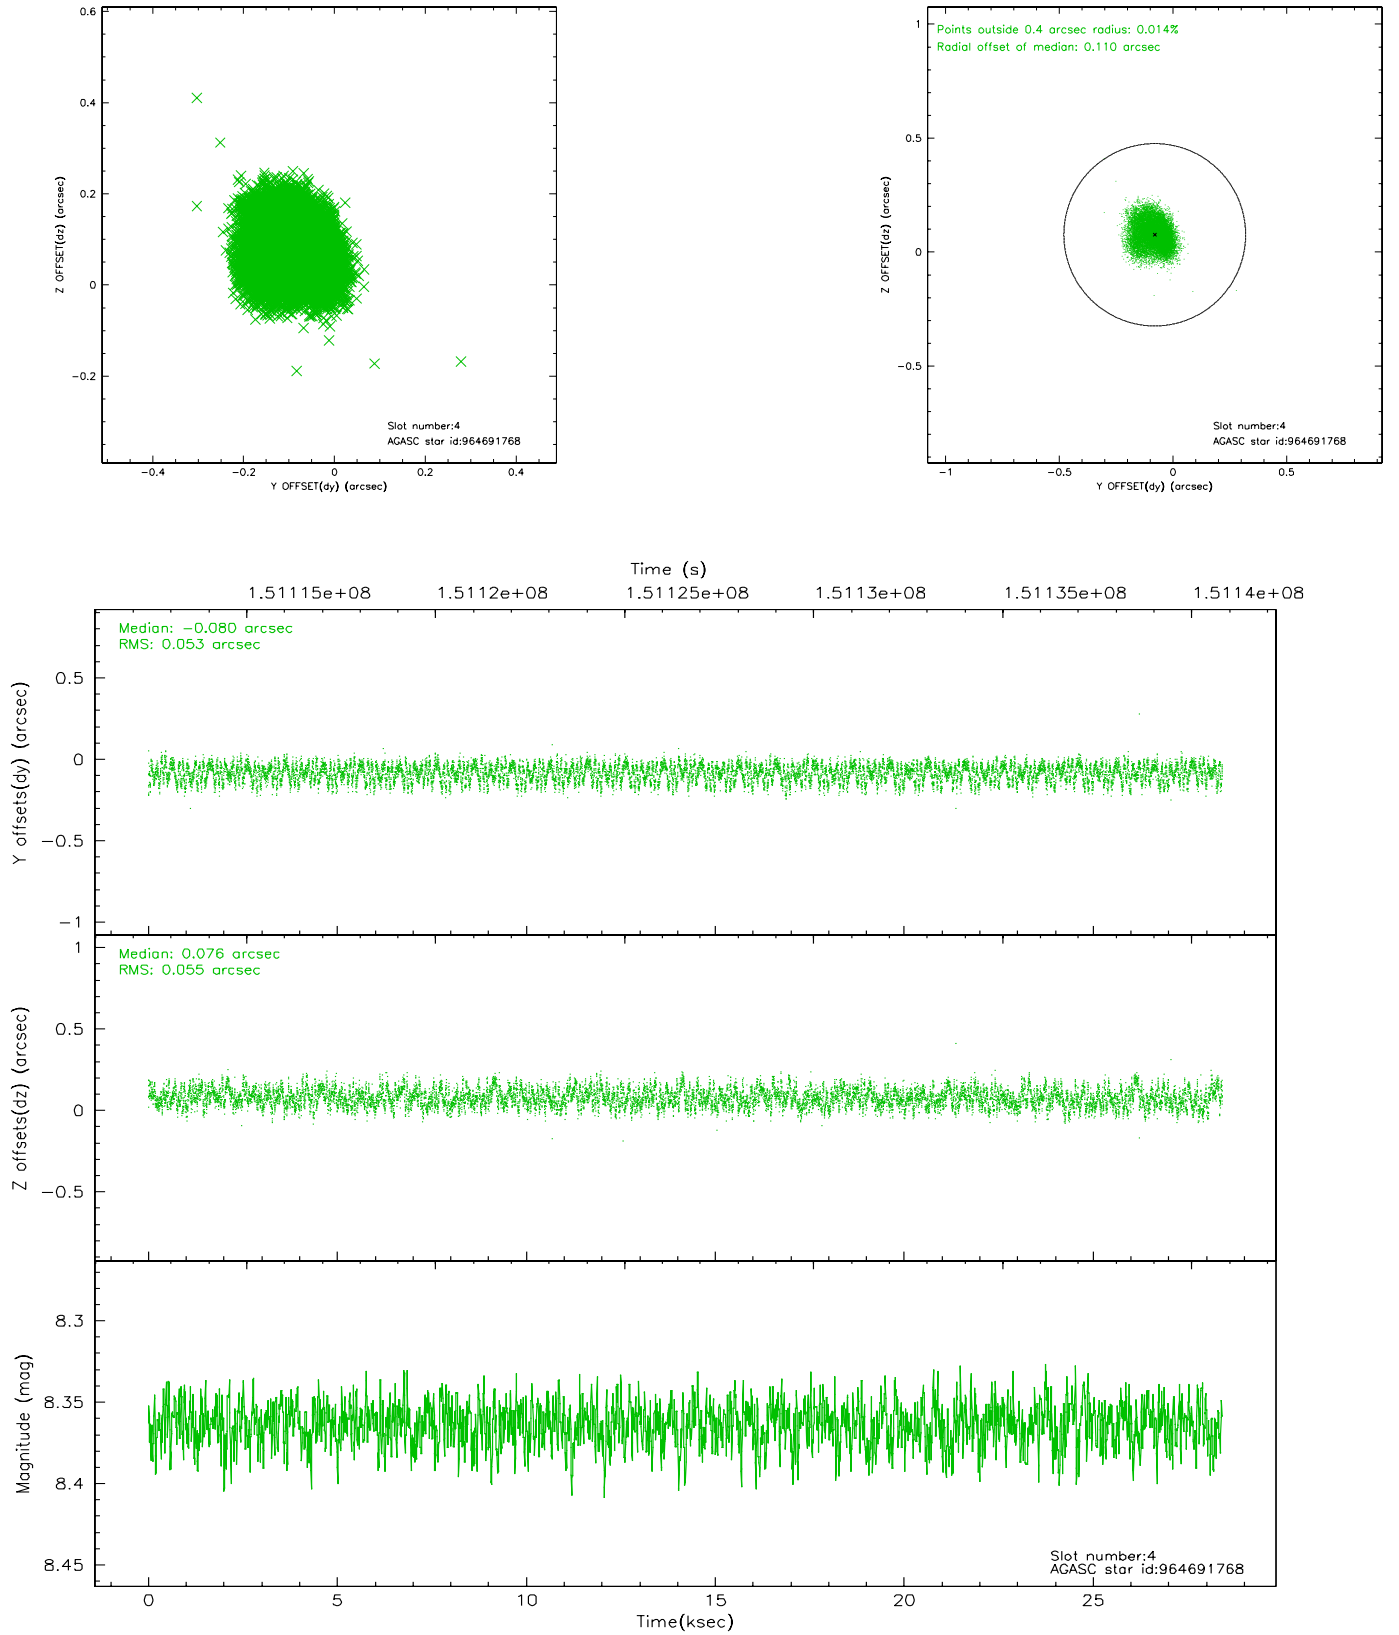 0.6
0.4
0.2
0
−0.2
Z OFFSET(dz) (arcsec)
Slot number:4
AGASC star id:964691768
−0.4 −0.2 0 0.2 0.4
Y OFFSET(dy) (arcsec)
Points outside 0.4 arcsec radius: 0.014%
Radial offset of median: 0.110 arcsec
1
0.5
0
−0.5
Z OFFSET(dz) (arcsec)
Slot number:4
AGASC star id:964691768
−1 −0.5 0 0.5
Y OFFSET(dy) (arcsec)
Time (s)
1.51115e+08 1.5112e+08 1.51125e+08 1.5113e+08 1.51135e+08 1.5114e+08
Median: −0.080 arcsec
RMS: 0.053 arcsec
0.5
0
−0.5
−1
Y offsets(dy) (arcsec)
Median: 0.076 arcsec
RMS: 0.055 arcsec
1
0.5
0
−0.5
Z offsets(dz) (arcsec)
8.3
8.35
8.4
8.45
Magnitude (mag)
Slot number:4
AGASC star id:964691768
0 5 10 15 20 25
Time(ksec)